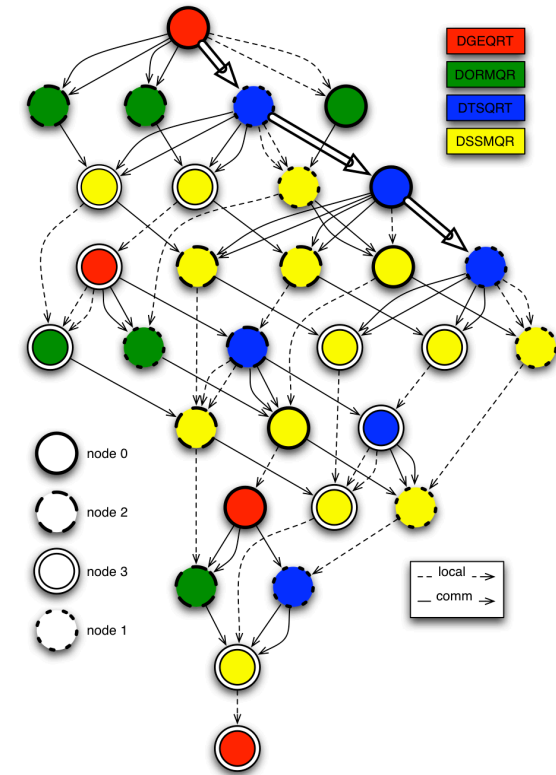 DGEQRT
DORMQR
DTSQRT
DSSMQR
node 0
node 2
node 3
node 1
local
comm